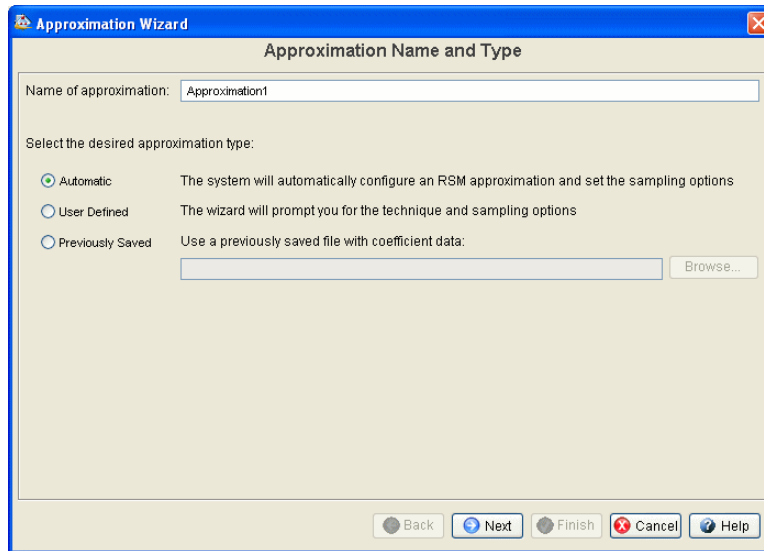 Approximation Wizard
Approximation Name and Type
Name of approximation: Approximation1
Select the desired approximation type:
Automatic The system will automatically configure an RSM approximation and set the sampling options
User Defined The wizard will prompt you for the technique and sampling options
Previously Saved Use a previously saved file with coefficient data:
Browse...
Back Next Finish Cancel Help